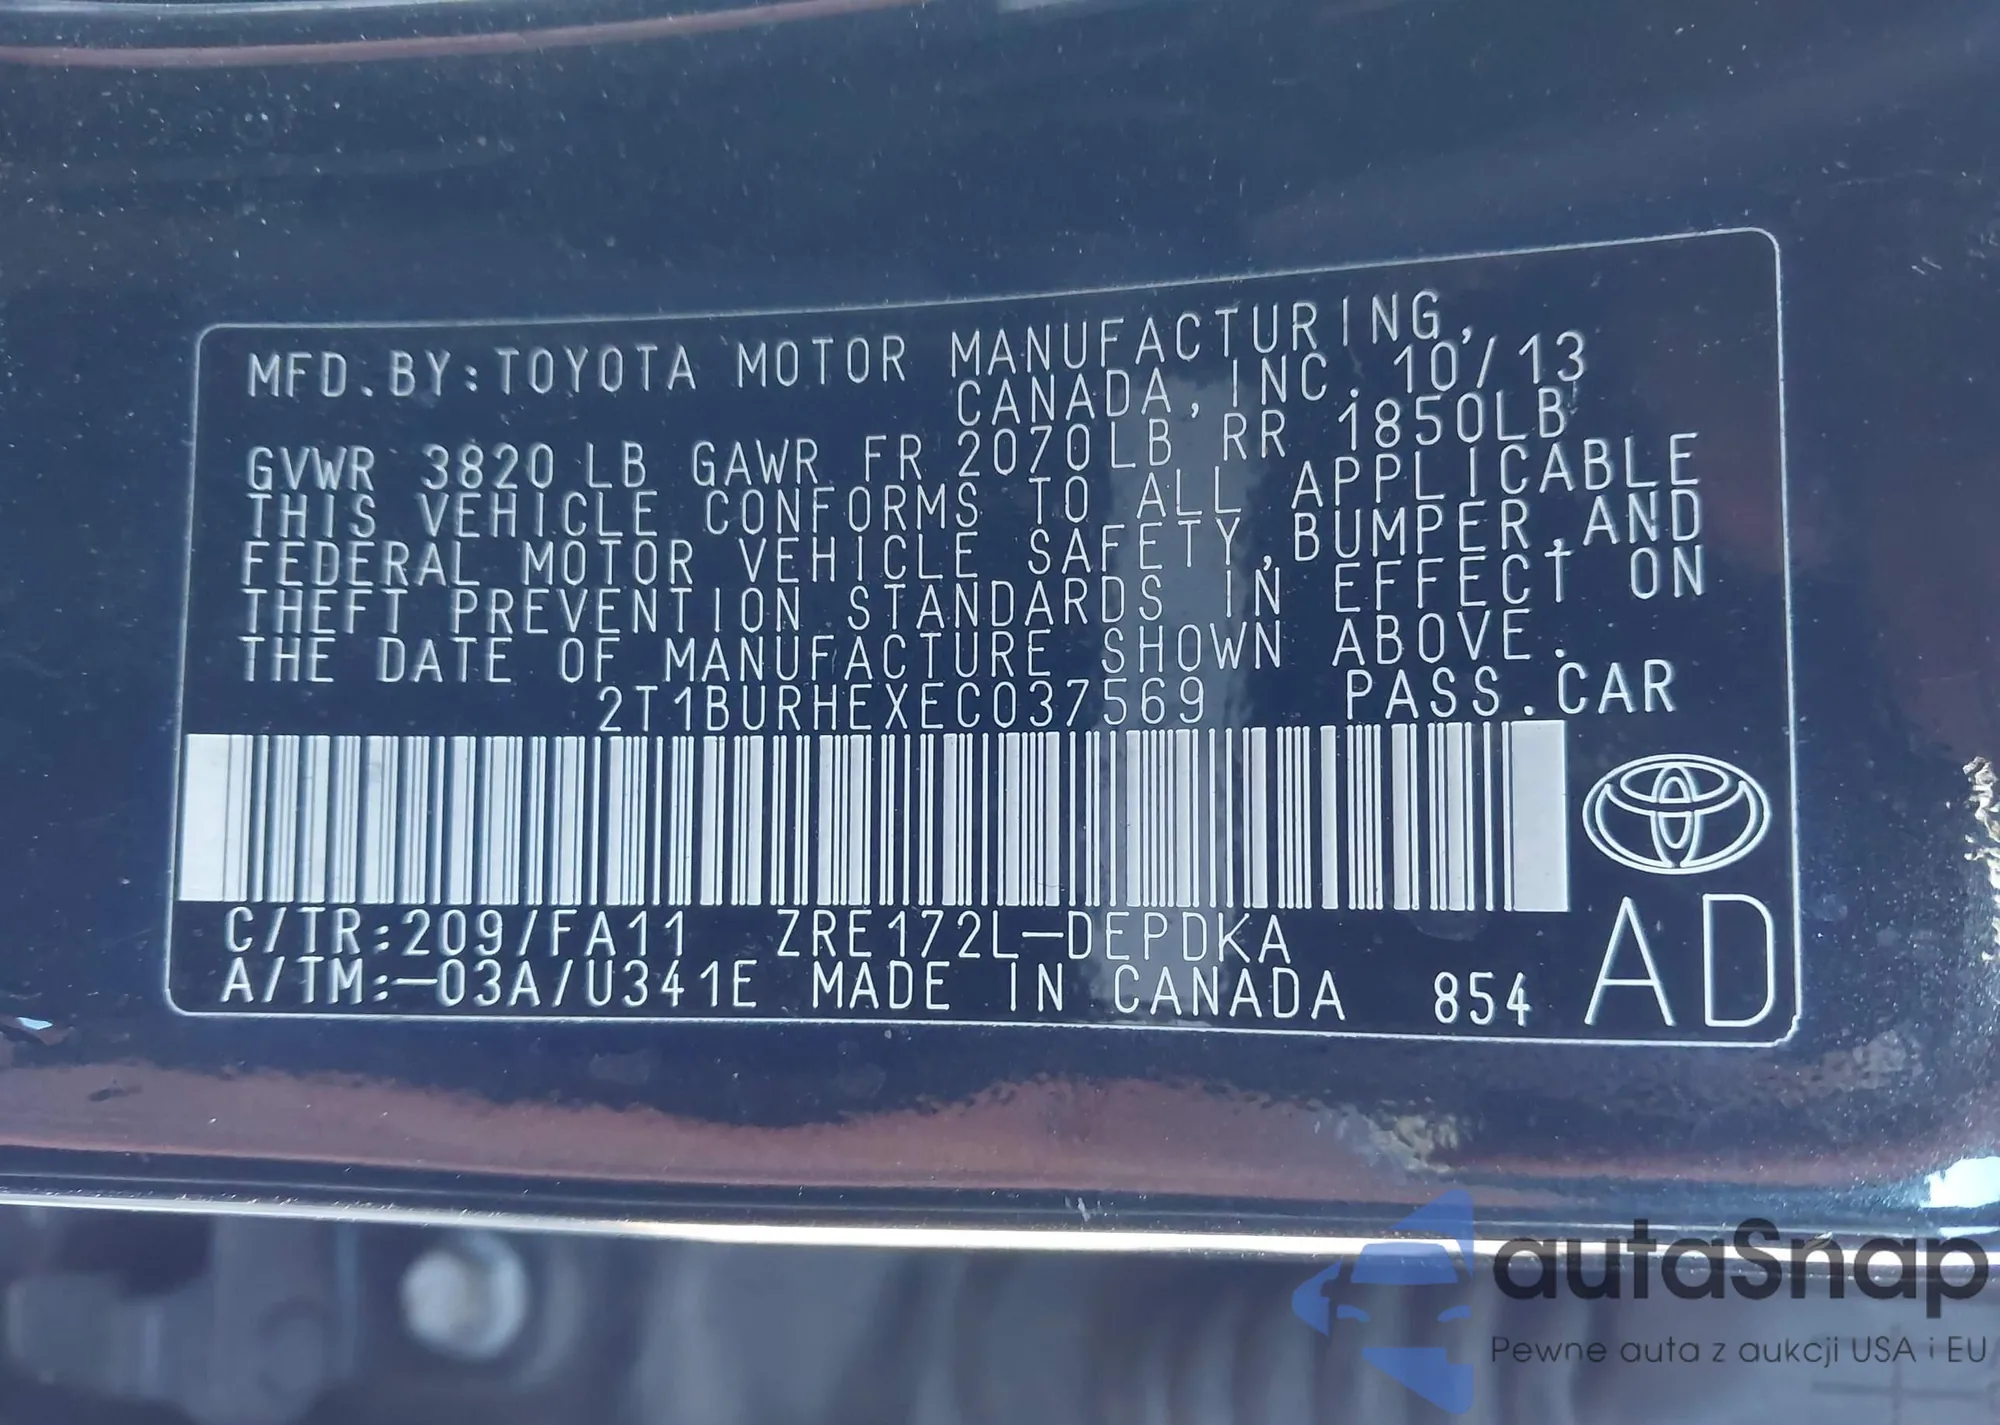 MFD.BY:TOYOTA MOTOR MANUFACTURING,
CANADA, INC. 10/13
GVWR 3820 LB GAWR FR 2070LB RR 1850LB
THIS VEHICLE CONFORMS TO ALL APPLICABLE
FEDERAL MOTOR VEHICLE SAFETY, BUMPER, AND
THEFT PREVENTION STANDARDS IN EFFECT ON
THE DATE OF MANUFACTURE SHOWN ABOVE.
2T1BURHEXEC037569 PASS.CAR
C/TR:209/FA11 ZRE172L-DEPDKA
A/TM:-03A/U341E MADE IN CANADA 854
AD
autaSnap
Pewne auta z aukcji USA i EU